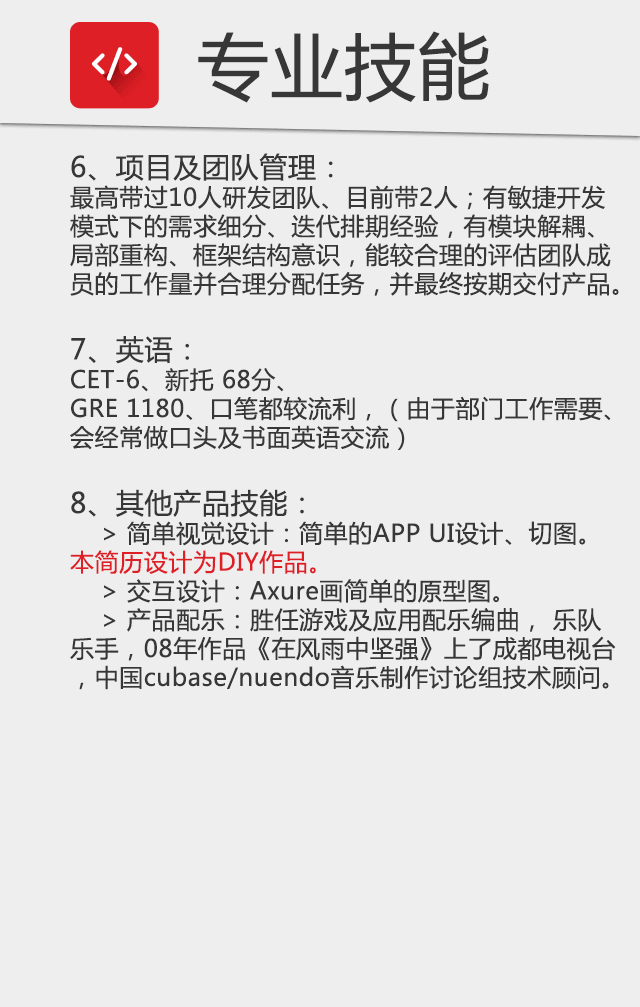 专业技能
6、项目及团队管理：
最高带过10人研发团队、目前带2人；有敏捷开发
模式下的需求细分、迭代排期经验，有模块解耦、
局部重构、框架结构意识，能较合理的评估团队成
员的工作量并合理分配任务，并最终按期交付产品。
7、英语：
CET-6、新托 68分、
GRE 1180、口笔都较流利，（由于部门工作需要、
会经常做口头及书面英语交流）
8、其他产品技能：
> 简单视觉设计：简单的APP UI设计、切图。
本简历设计为DIY作品。
> 交互设计：Axure画简单的原型图。
> 产品配乐：胜任游戏及应用配乐编曲， 乐队
乐手，08年作品《在风雨中坚强》上了成都电视台
，中国cubase/nuendo音乐制作讨论组技术顾问。